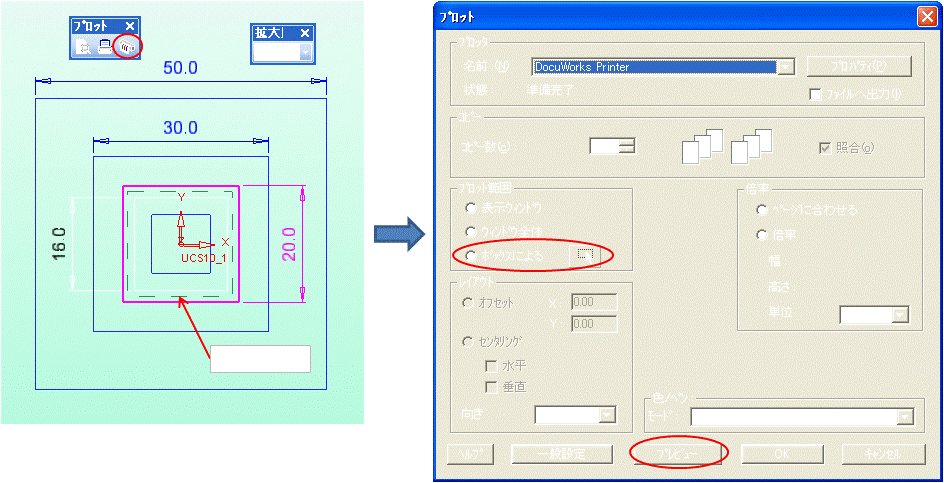 プロット
拡大
50.0
30.0
16.0
20.0
Y
X
UCS10_1
プロット
プロッタ
名前 (N)
DocuWorks Printer
プロパティ(P)
状態 :
準備完了
ファイルへ出力(I)
コピー
コピー数(c) :
照合(o)
プロット範囲
表示ウィンドウ
ウィンドウ全体
ボックスによる
倍率
ページに合わせる
倍率
幅 :
高さ
単位
レイアウト
オフセット
X
0.00
Y
0.00
センタリング
水平
垂直
向き
色/ペン
モード
ヘルプ
一般設定
プレビュー
OK
キャンセル